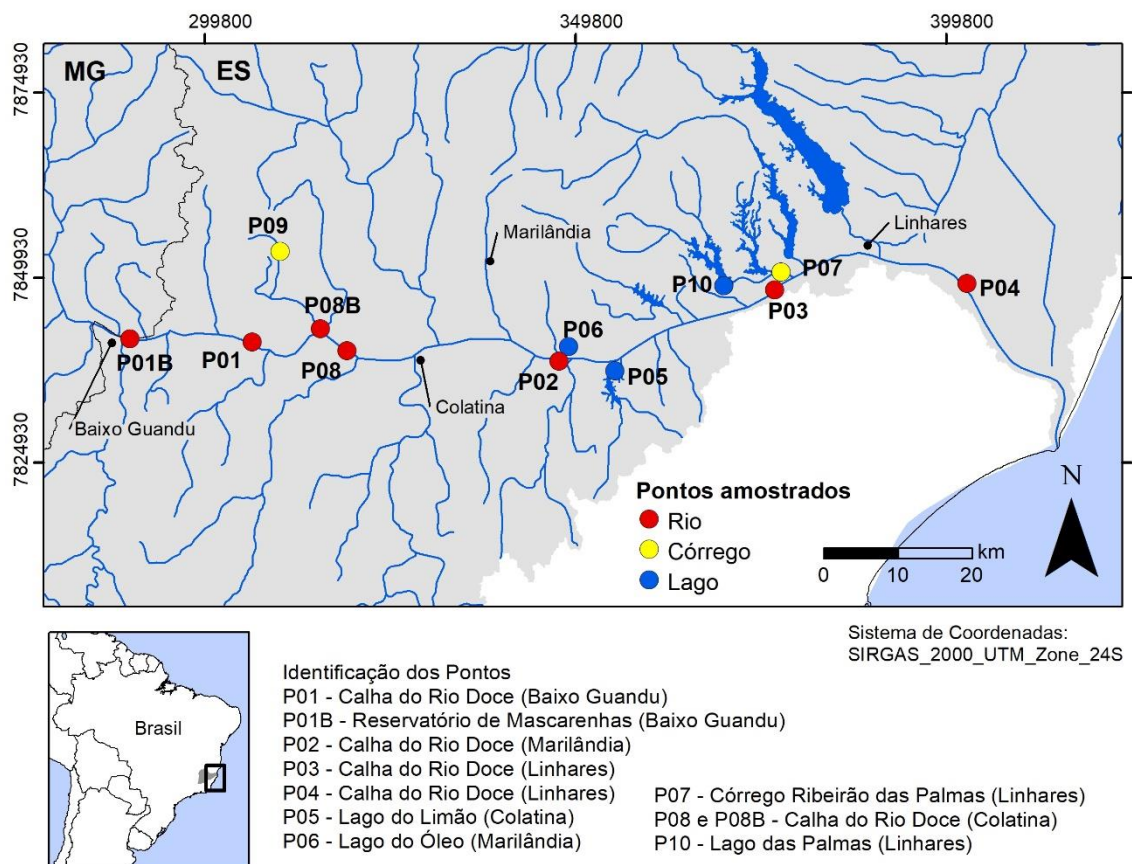 299800
349800
399800
7874930
7849930
7824930
7874930
7849930
7824930
MG
ES
P09
Marilândia
Linhares
P10
P07
P03
P04
P08B
P01B
P01
P08
P06
P02
P05
Baixo Guandu
Colatina
Pontos amostrados
Rio
Córrego
Lago
km
0 10 20
N
Sistema de Coordenadas:
SIRGAS_2000_UTM_Zone_24S
Brasil
Identificação dos Pontos
P01 - Calha do Rio Doce (Baixo Guandu)
P01B - Reservatório de Mascarenhas (Baixo Guandu)
P02 - Calha do Rio Doce (Marilândia)
P03 - Calha do Rio Doce (Linhares)
P04 - Calha do Rio Doce (Linhares)
P05 - Lago do Limão (Colatina)
P06 - Lago do Óleo (Marilândia)
P07 - Córrego Ribeirão das Palmas (Linhares)
P08 e P08B - Calha do Rio Doce (Colatina)
P10 - Lago das Palmas (Linhares)